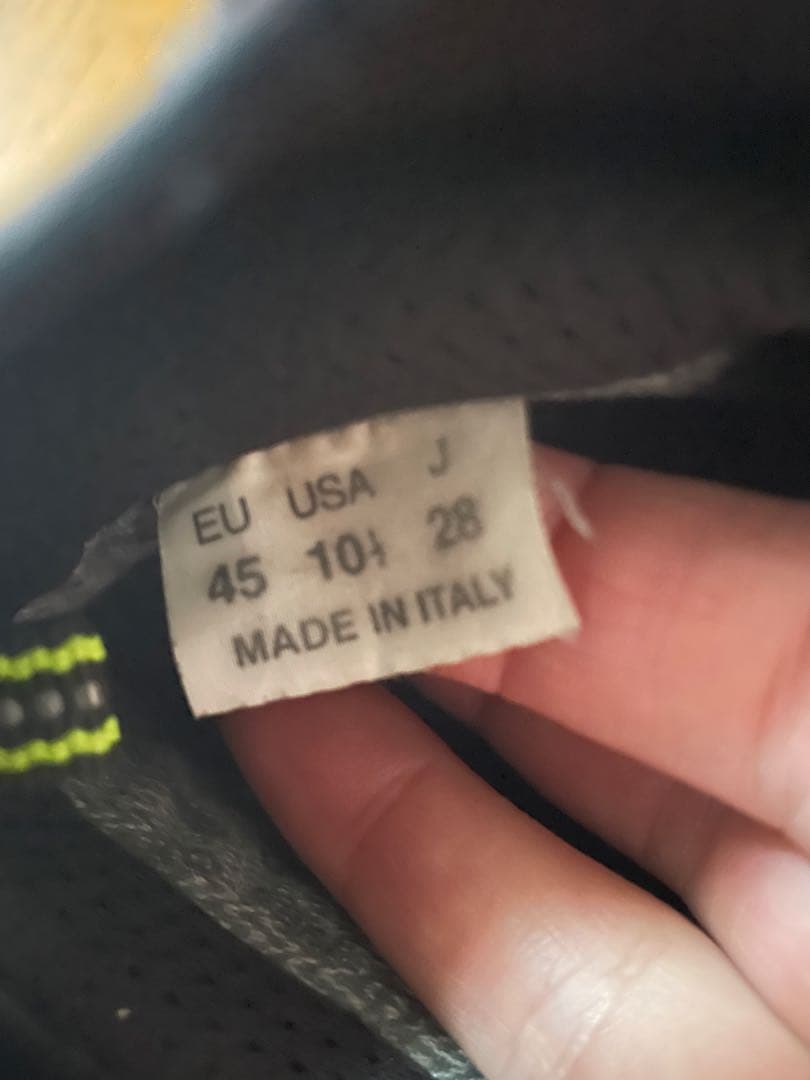 EU USA J
45 10½ 28
MADE IN ITALY